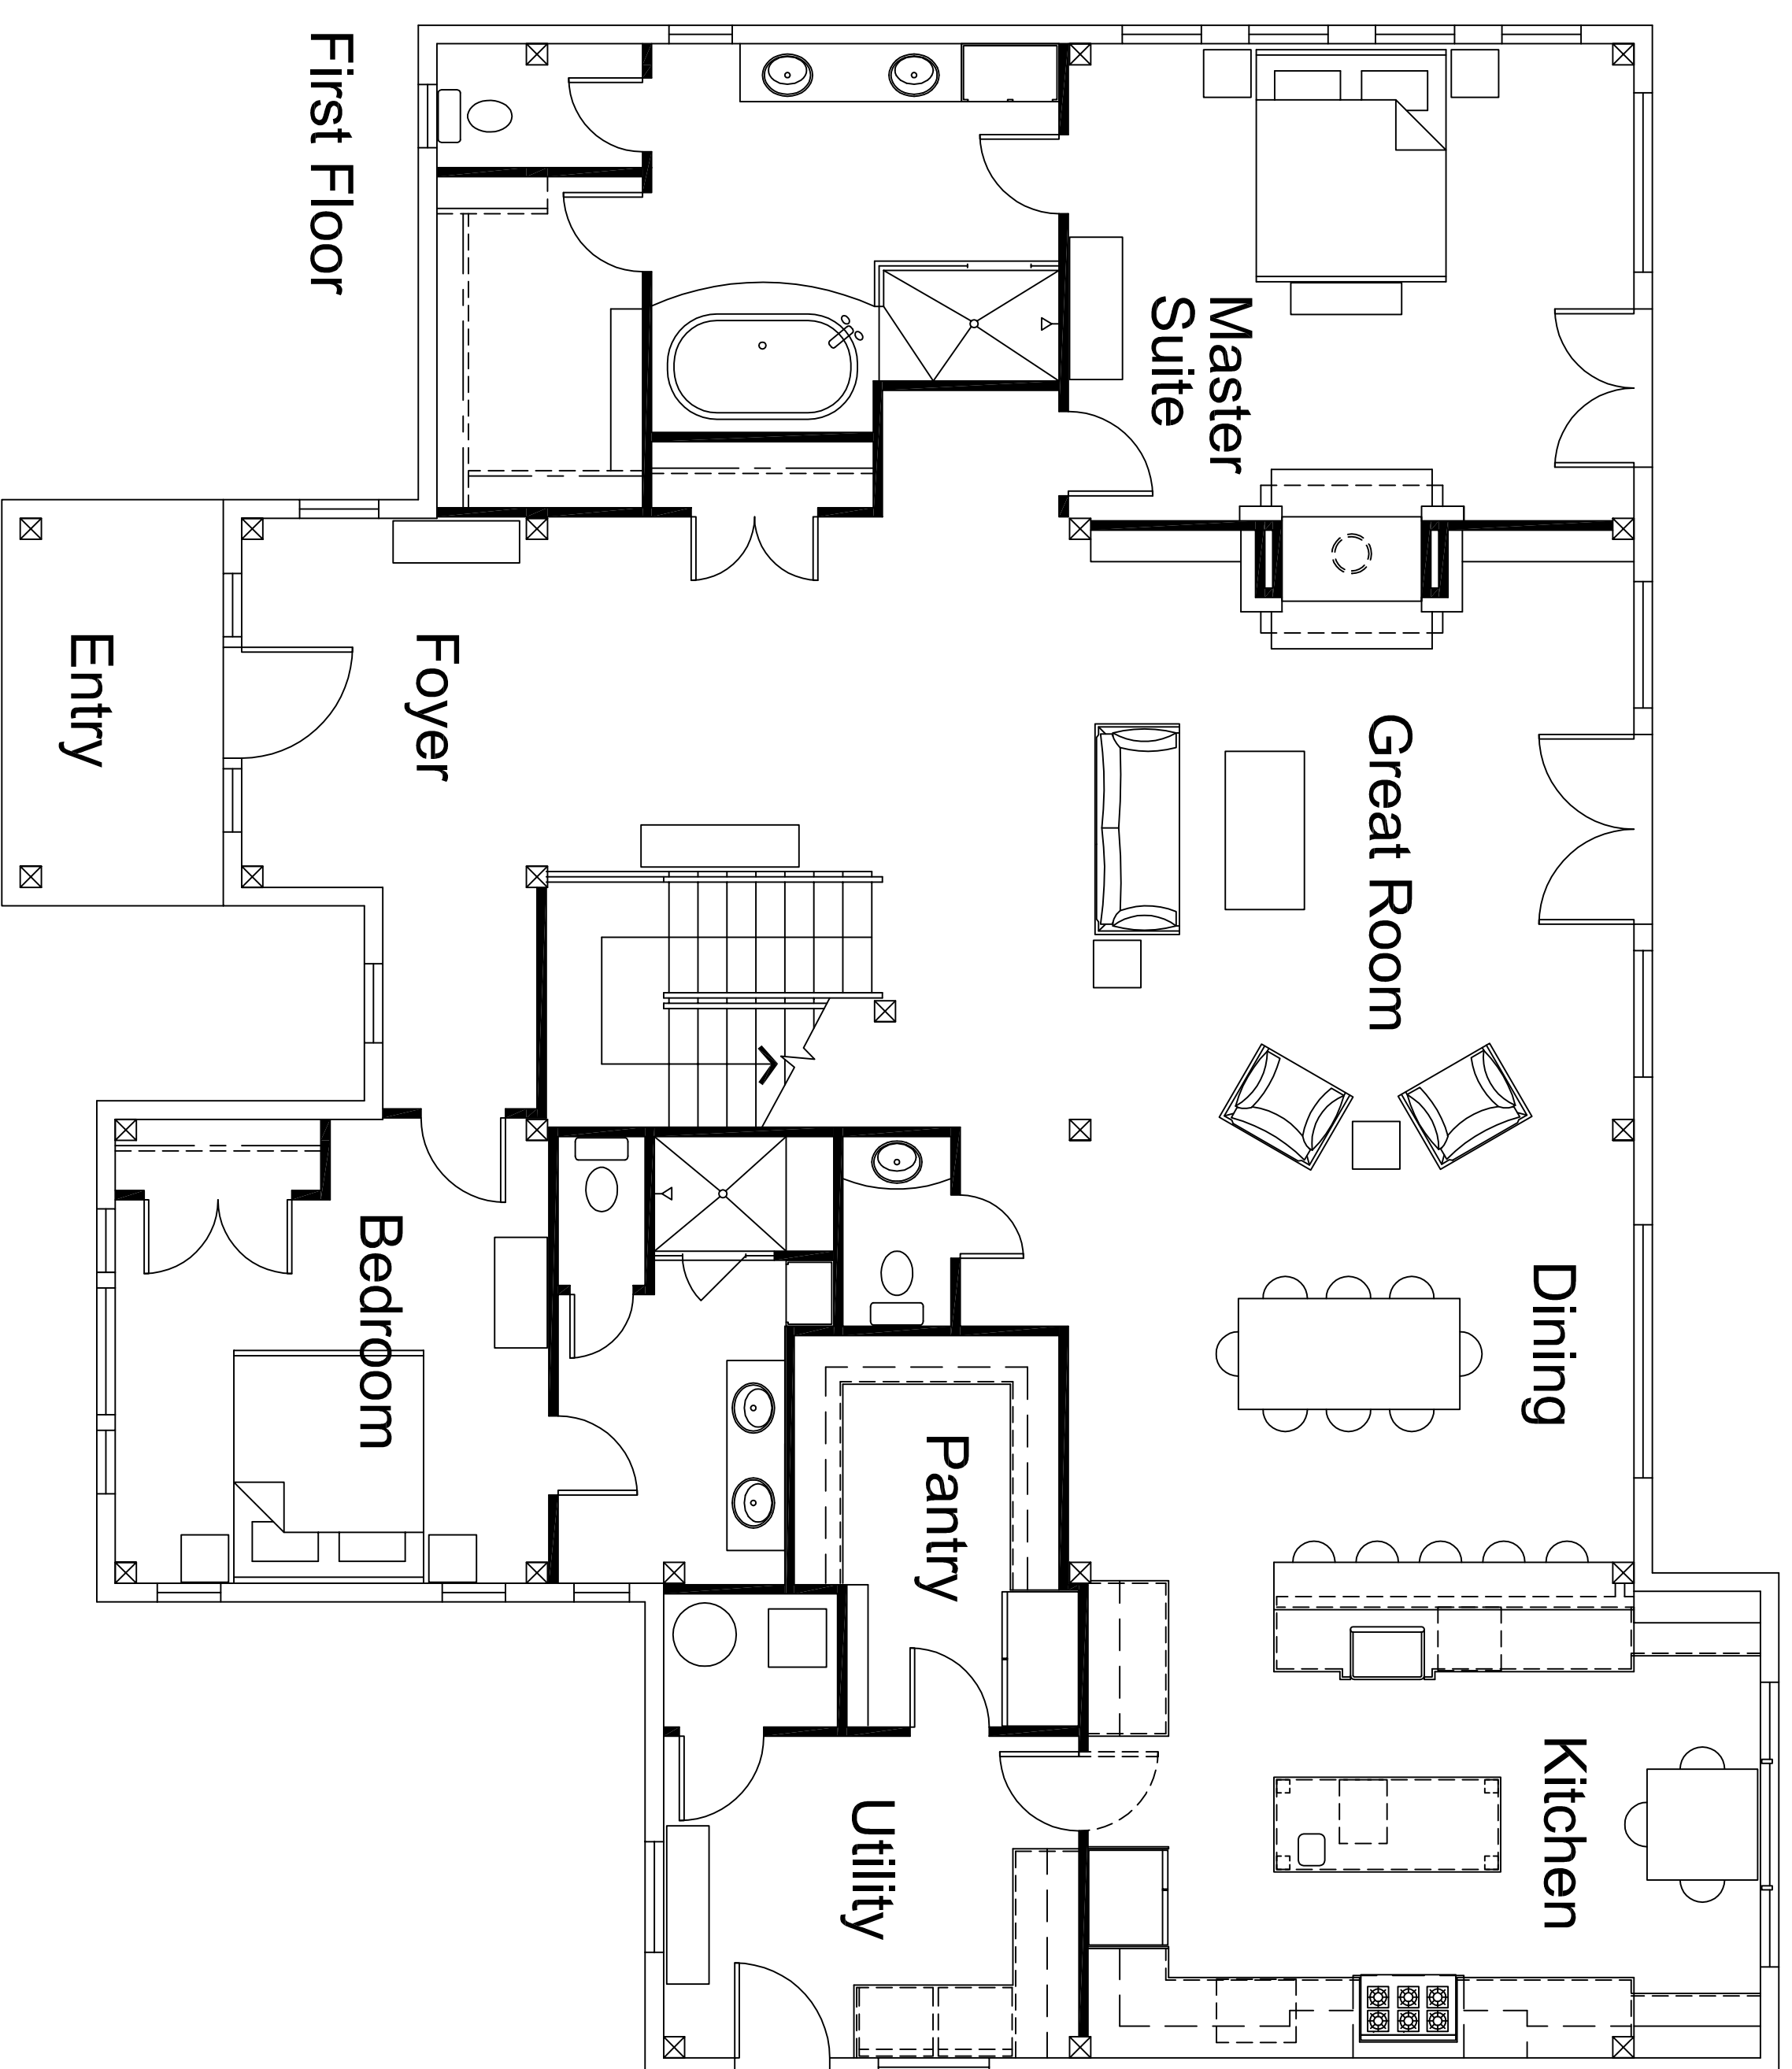 First Floor
Master
Suite
Entry
Foyer
Great Room
Bedroom
Dining
Pantry
Utility
Kitchen